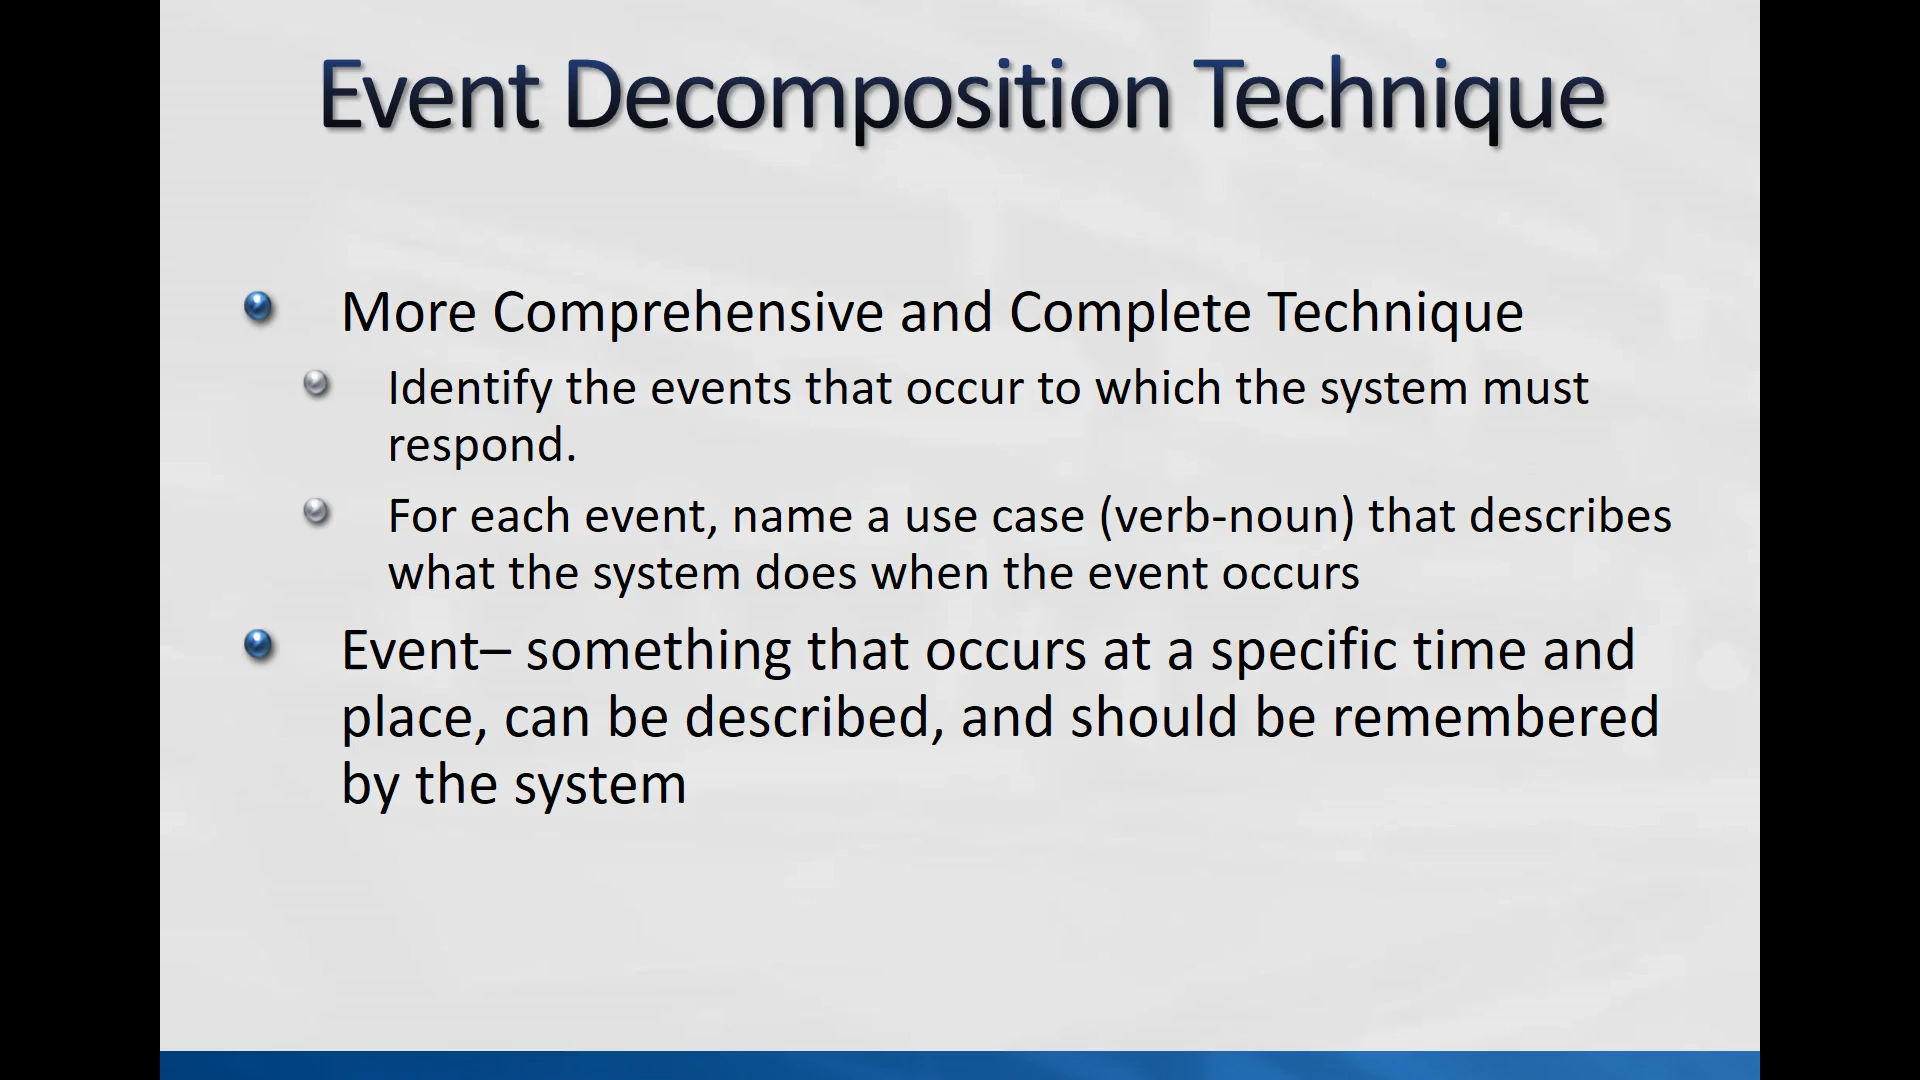 Event Decomposition Technique
More Comprehensive and Complete Technique
Identify the events that occur to which the system must
respond.
For each event, name a use case (verb-noun) that describes
what the system does when the event occurs
Event– something that occurs at a specific time and
place, can be described, and should be remembered
by the system